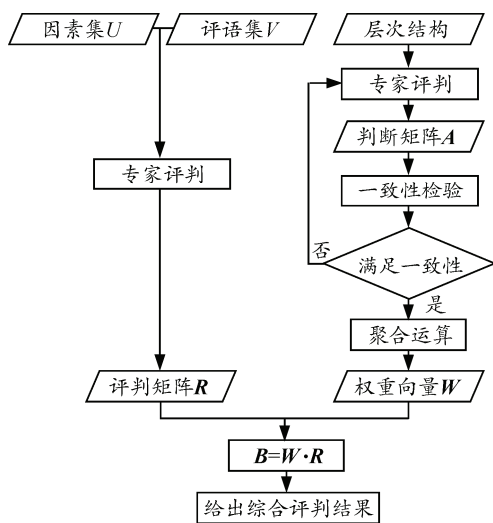 因素集U
评语集V
层次结构
专家评判
判断矩阵A
专家评判
一致性检验
否
满足一致性
是
聚合运算
评判矩阵R
权重向量W
B=W·R
给出综合评判结果